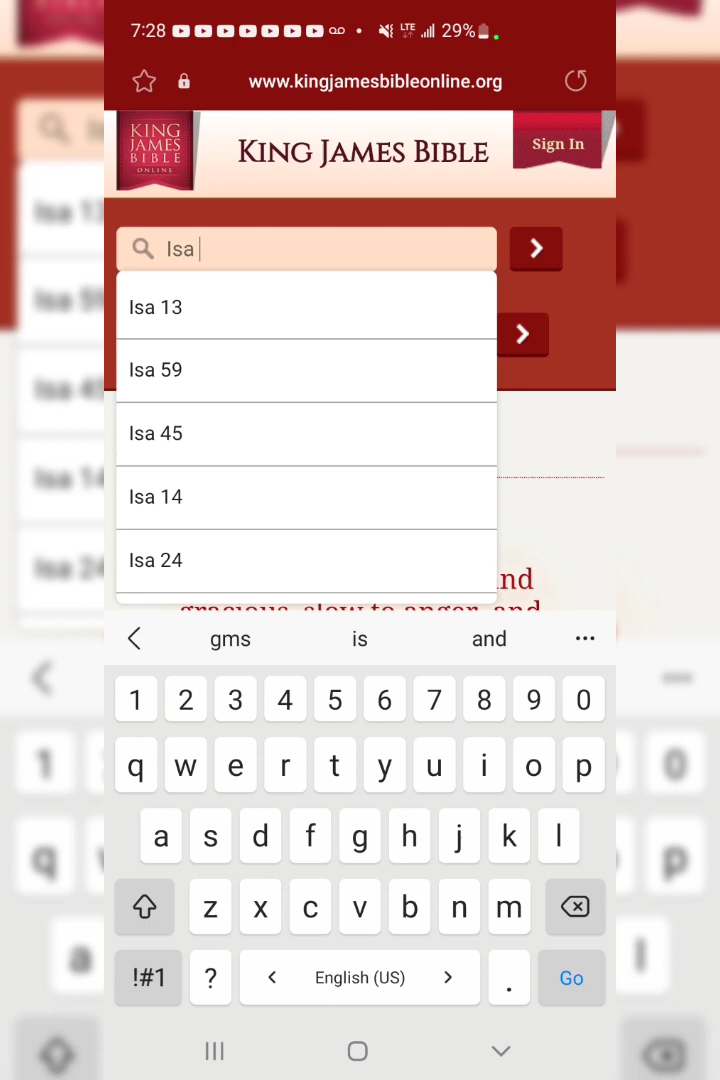 7:28 LTE 29%
www.kingjamesbibleonline.org
KING
JAMES
BIBLE
ONLINE
KING JAMES BIBLE
Sign In
Isa
Isa 13
Isa 59
Isa 45
Isa 14
Isa 24
gracious, slow to anger, and
gms is and ...
1 2 3 4 5 6 7 8 9 0
q w e r t y u i o p
a s d f g h j k l
z x c v b n m
!#1 ? < English (US) > . Go